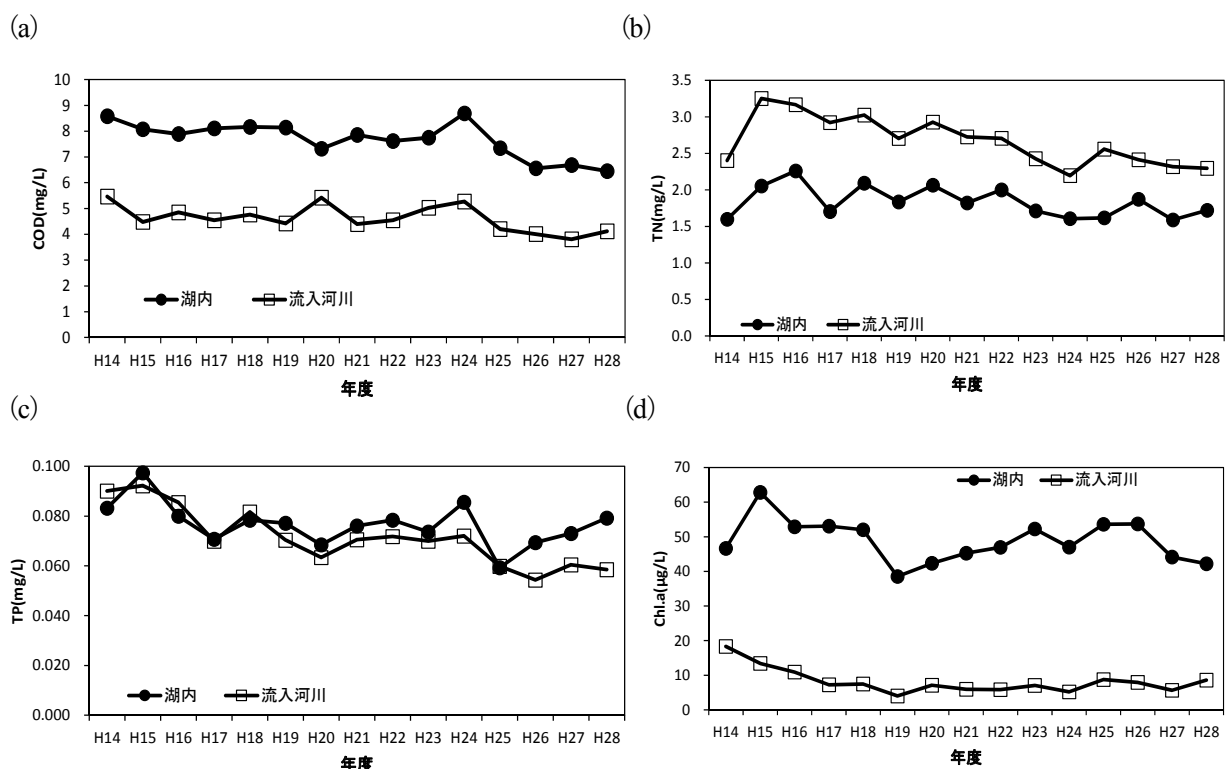 (a)
10
9
8
7
6
5
4
3
2
1
0
COD(mg/L)
湖内
流入河川
H14 H15 H16 H17 H18 H19 H20 H21 H22 H23 H24 H25 H26 H27 H28
年度
(b)
3.5
3.0
2.5
2.0
1.5
1.0
0.5
0.0
TN(mg/L)
湖内
流入河川
H14 H15 H16 H17 H18 H19 H20 H21 H22 H23 H24 H25 H26 H27 H28
年度
(c)
0.100
0.080
0.060
0.040
0.020
0.000
TP(mg/L)
湖内
流入河川
H14 H15 H16 H17 H18 H19 H20 H21 H22 H23 H24 H25 H26 H27 H28
年度
(d)
70
60
50
40
30
20
10
0
Chl.a(μg/L)
湖内
流入河川
H14 H15 H16 H17 H18 H19 H20 H21 H22 H23 H24 H25 H26 H27 H28
年度